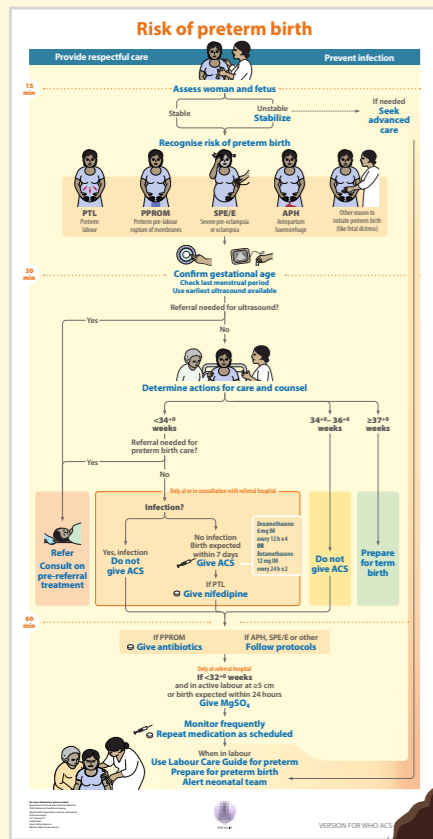 Risk of preterm birth
Provide respectful care
Prevent infection
15
min
Assess woman and fetus
Stable
Unstable
Stabilize
If needed
Seek
advanced
care
Recognise risk of preterm birth
PTL
Preterm
labour
PPROM
Preterm pre-labour
rupture of membranes
SPE/E
Severe pre-eclampsia
or eclampsia
APH
Antepartum
haemorrhage
Other reason to
initiate preterm birth
(like fetal distress)
30
min
Confirm gestational age
Check last menstrual period
Use earliest ultrasound available
Referral needed for ultrasound?
Yes
No
Determine actions for care and counsel
<34⁺⁰
weeks
34⁺⁰– 36⁺⁶
weeks
≥37⁺⁰
weeks
Referral needed for
preterm birth care?
Yes
No
Only at or in consultation with referral hospital
Infection?
Yes, infection
Do not
give ACS
No infection
Birth expected
within 7 days
Give ACS
Dexamethasone
6 mg IM
every 12 h x 4
OR
Betamethasone
12 mg IM
every 24 h x 2
If PTL
Give nifedipine
Refer
Consult on
pre-referral
treatment
Do not
give ACS
Prepare
for term
birth
60
min
If PPROM
Give antibiotics
If APH, SPE/E or other
Follow protocols
Only at referral hospital
If <32⁺⁰ weeks
and in active labour at ≥5 cm
or birth expected within 24 hours
Give MgSO₄
Monitor frequently
Repeat medication as scheduled
When in labour
Use Labour Care Guide for preterm
Prepare for preterm birth
Alert neonatal team
VERSION FOR WHO ACS